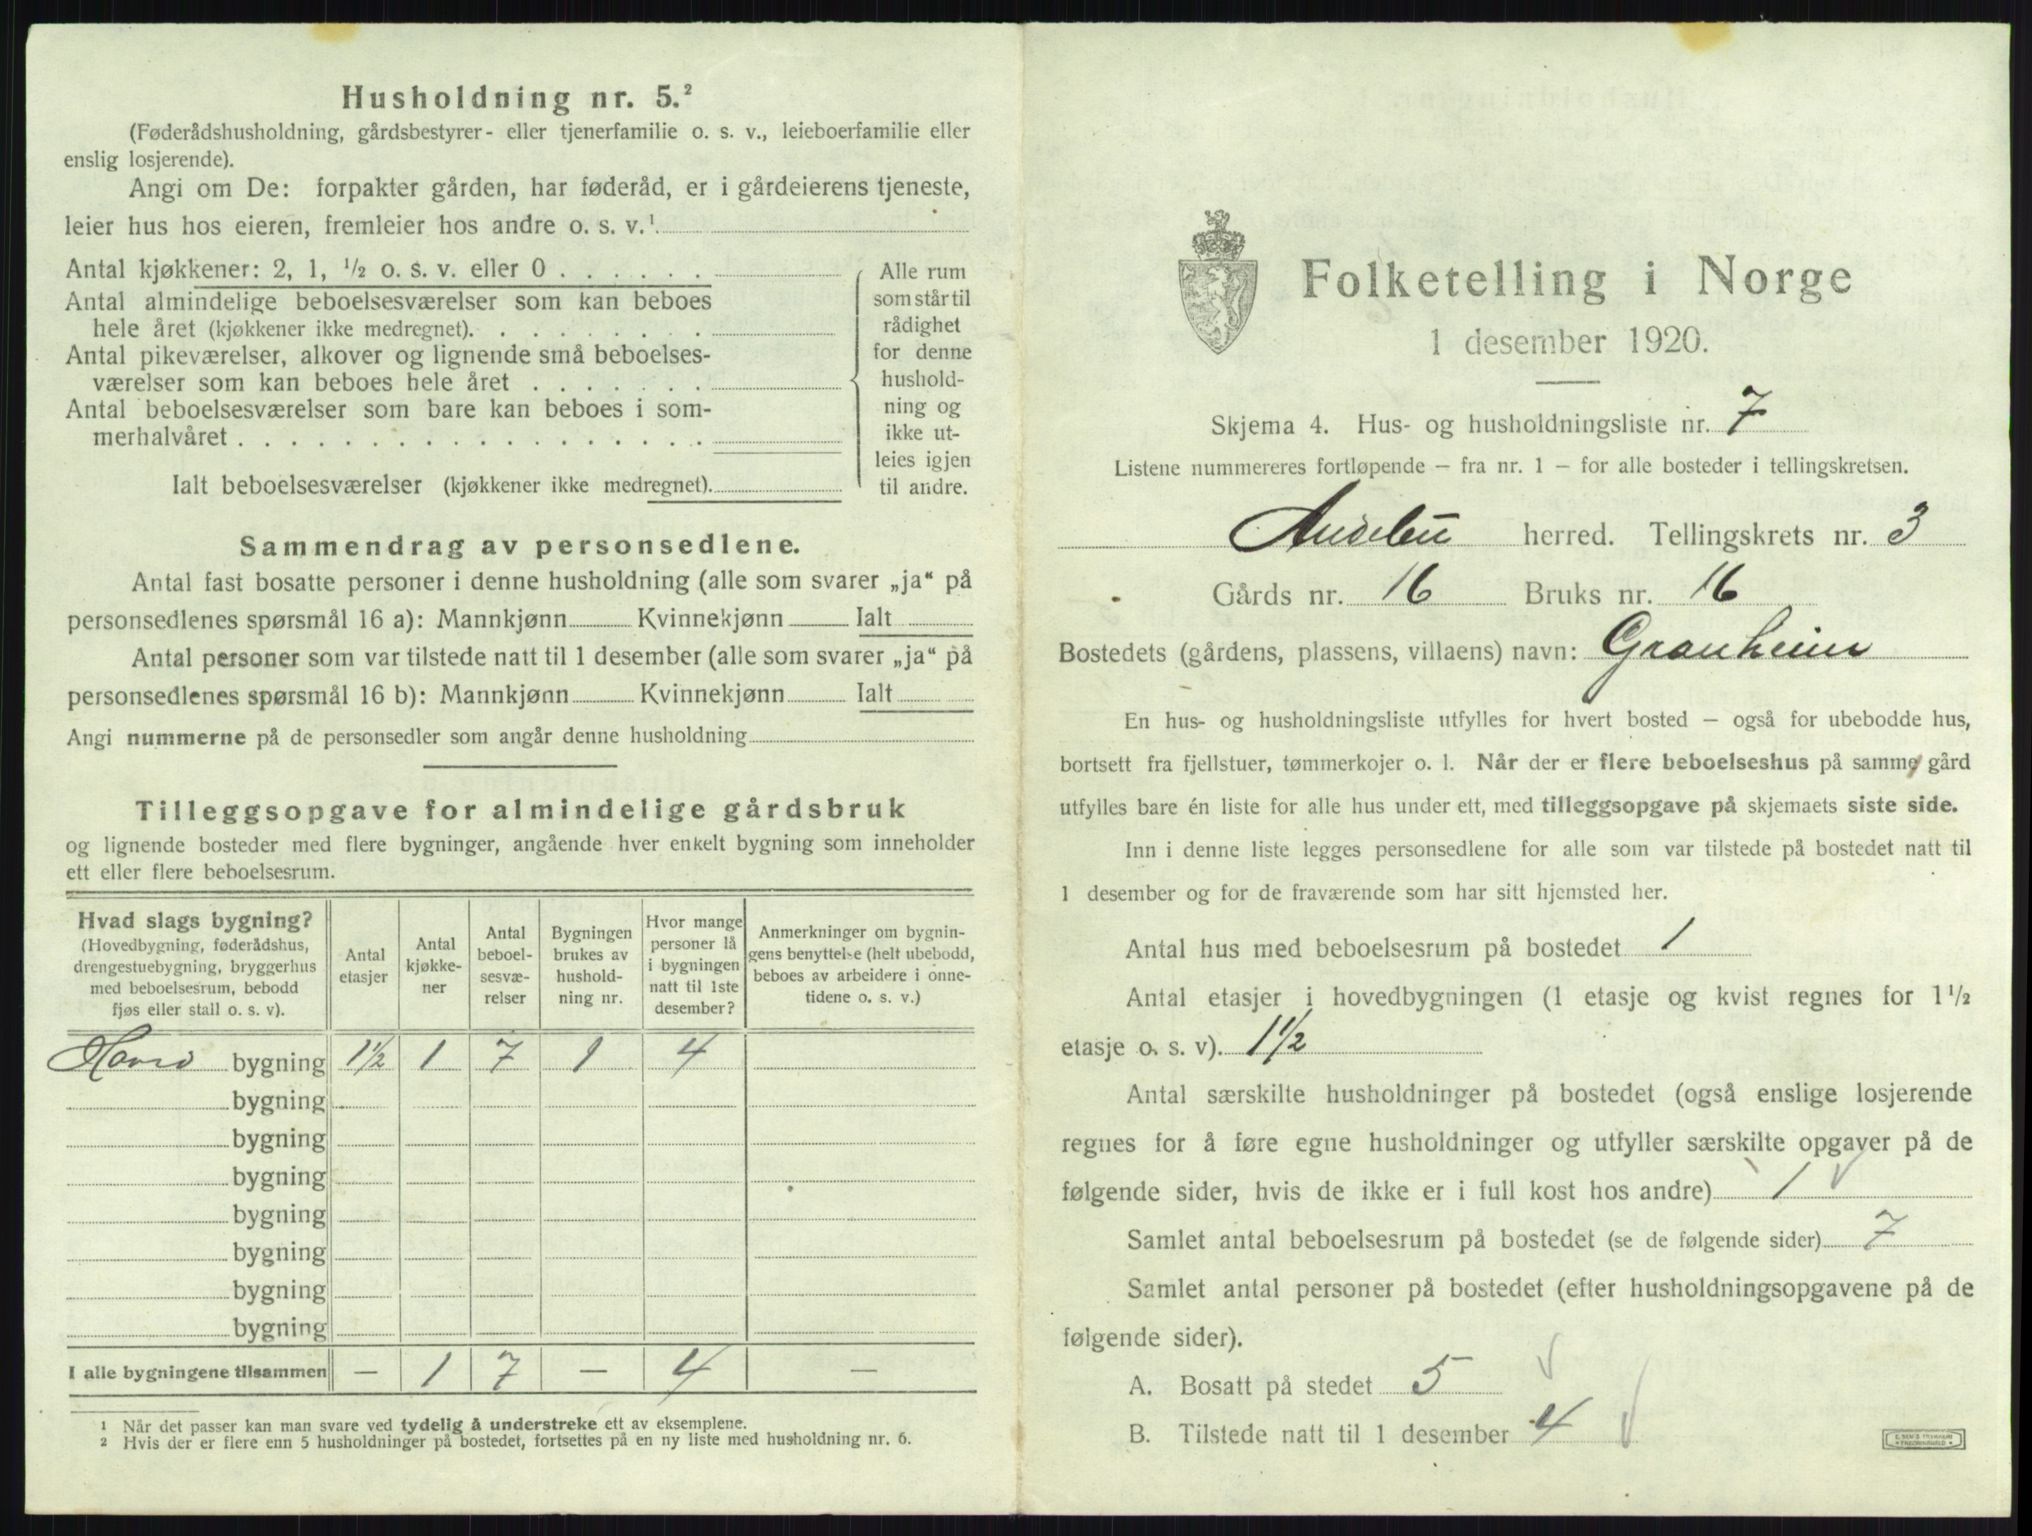 Husholdning nr. 5.²
(Føderådshusholdning, gårdsbestyrer- eller tjenerfamilie o. s. v., leieboerfamilie eller
enslig losjerende).
Angi om De: forpakter gården, har føderåd, er i gårdeierens tjeneste,
leier hus hos eieren, fremleier hos andre o. s. v.¹
Antal kjøkkener: 2, 1, ½ o. s. v. eller 0 . . . . . .
Antal almindelige beboelsesværelser som kan beboes
hele året (kjøkkener ikke medregnet). . . . . . . .
Antal pikeværelser, alkover og lignende små beboelses-
værelser som kan beboes hele året . . . . . . .
Antal beboelsesværelser som bare kan beboes i som-
merhalvåret . . . . . . . . . . . . . . . . . .
Ialt beboelsesværelser (kjøkkener ikke medregnet).
Alle rum
som står til
rådighet
for denne
hushold-
ning og
ikke ut-
leies igjen
til andre.
Sammendrag av personsedlene.
Antal fast bosatte personer i denne husholdning (alle som svarer „ja“ på
personsedlenes spørsmål 16 a): Mannkjønn Kvinnekjønn Ialt
Antal personer som var tilstede natt til 1 desember (alle som svarer „ja“ på
personsedlenes spørsmål 16 b): Mannkjønn Kvinnekjønn Ialt
Angi nummerne på de personsedler som angår denne husholdning
Tilleggsopgave for almindelige gårdsbruk
og lignende bosteder med flere bygninger, angående hver enkelt bygning som inneholder
ett eller flere beboelsesrum.
Hvad slags bygning?
(Hovedbygning, føderådshus,
drengestuebygning, bryggerhus
med beboelsesrum, bebodd
fjøs eller stall o. s. v).
Antal
etasjer
Antal
kjøkke-
ner
Antal
beboel-
sesvæ-
relser
Bygningen
brukes av
hushold-
ning nr.
Hvor mange
personer lå
i bygningen
natt til 1ste
desember?
Anmerkninger om bygnin-
gens benyttelse (helt ubebodd,
beboes av arbeidere i onne-
tidene o. s. v.)
Hoved bygning 1½ 1 7 1 4
bygning
bygning
bygning
bygning
bygning
bygning
bygning
I alle bygningene tilsammen — 1 7 — 4 —
¹ Når det passer kan man svare ved tydelig å understreke ett av eksemplene.
² Hvis der er flere enn 5 husholdninger på bostedet, fortsettes på en ny liste med husholdning nr. 6.
Folketelling i Norge
1 desember 1920.
Skjema 4. Hus- og husholdningsliste nr. 7
Listene nummereres fortløpende – fra nr. 1 – for alle bosteder i tellingskretsen.
Andebu herred. Tellingskrets nr. 3
Gårds nr. 16 Bruks nr. 16
Bostedets (gårdens, plassens, villaens) navn: Granheim
En hus- og husholdningsliste utfylles for hvert bosted – også for ubebodde hus,
bortsett fra fjellstuer, tømmerkojer o. l. Når der er flere beboelseshus på samme gård
utfylles bare én liste for alle hus under ett, med tilleggsopgave på skjemaets siste side.
Inn i denne liste legges personsedlene for alle som var tilstede på bostedet natt til
1 desember og for de fraværende som har sitt hjemsted her.
Antal hus med beboelsesrum på bostedet 1
Antal etasjer i hovedbygningen (1 etasje og kvist regnes for 1½
etasje o. s. v). 1½
Antal særskilte husholdninger på bostedet (også enslige losjerende
regnes for å føre egne husholdninger og utfyller særskilte opgaver på de
følgende sider, hvis de ikke er i full kost hos andre) 1 √
Samlet antal beboelsesrum på bostedet (se de følgende sider) 7
Samlet antal personer på bostedet (efter husholdningsopgavene på de
følgende sider).
A. Bosatt på stedet 5 √
B. Tilstede natt til 1 desember 4 √